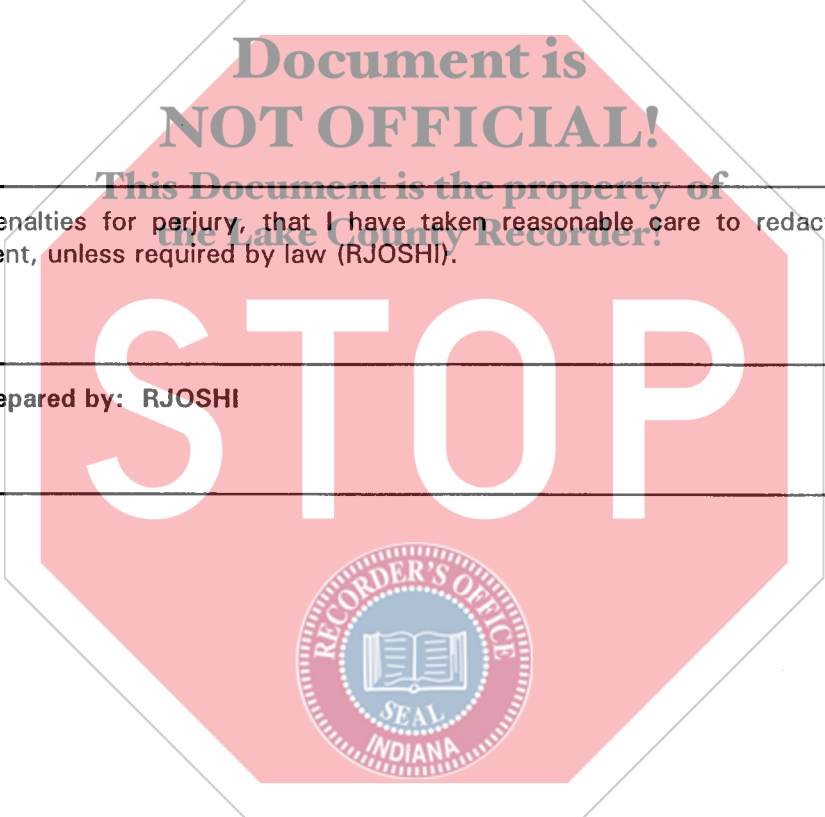 Document is
NOT OFFICIAL!
This Document is the property of
enalties for perjury, that I have taken reasonable care to redac
the Lake County Recorder!
ent, unless required by law (RJOSHI).
STOP
epared by: RJOSHI
RECORDER'S OFFICE
SEAL
INDIANA